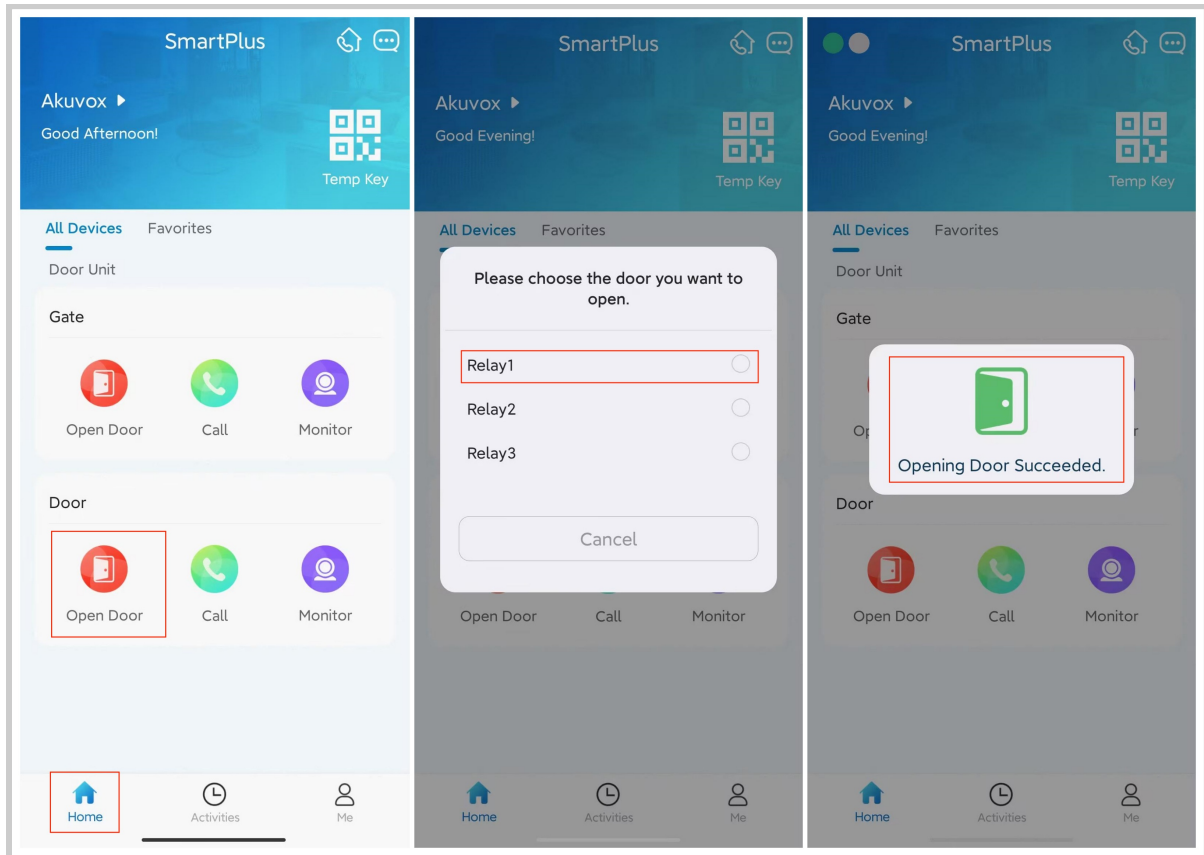 SmartPlus
Akuvox
Good Afternoon!
Temp Key
All Devices Favorites
Door Unit
Gate
Open Door Call Monitor
Door
Open Door Call Monitor
Home Activities Me
SmartPlus
Akuvox
Good Evening!
Temp Key
All Devices Favorites
Please choose the door you want to
open.
Relay1
Relay2
Relay3
Cancel
Open Door Call Monitor
Home Activities Me
SmartPlus
Akuvox
Good Evening!
Temp Key
All Devices Favorites
Door Unit
Gate
Opening Door Succeeded.
Door
Open Door Call Monitor
Home Activities Me